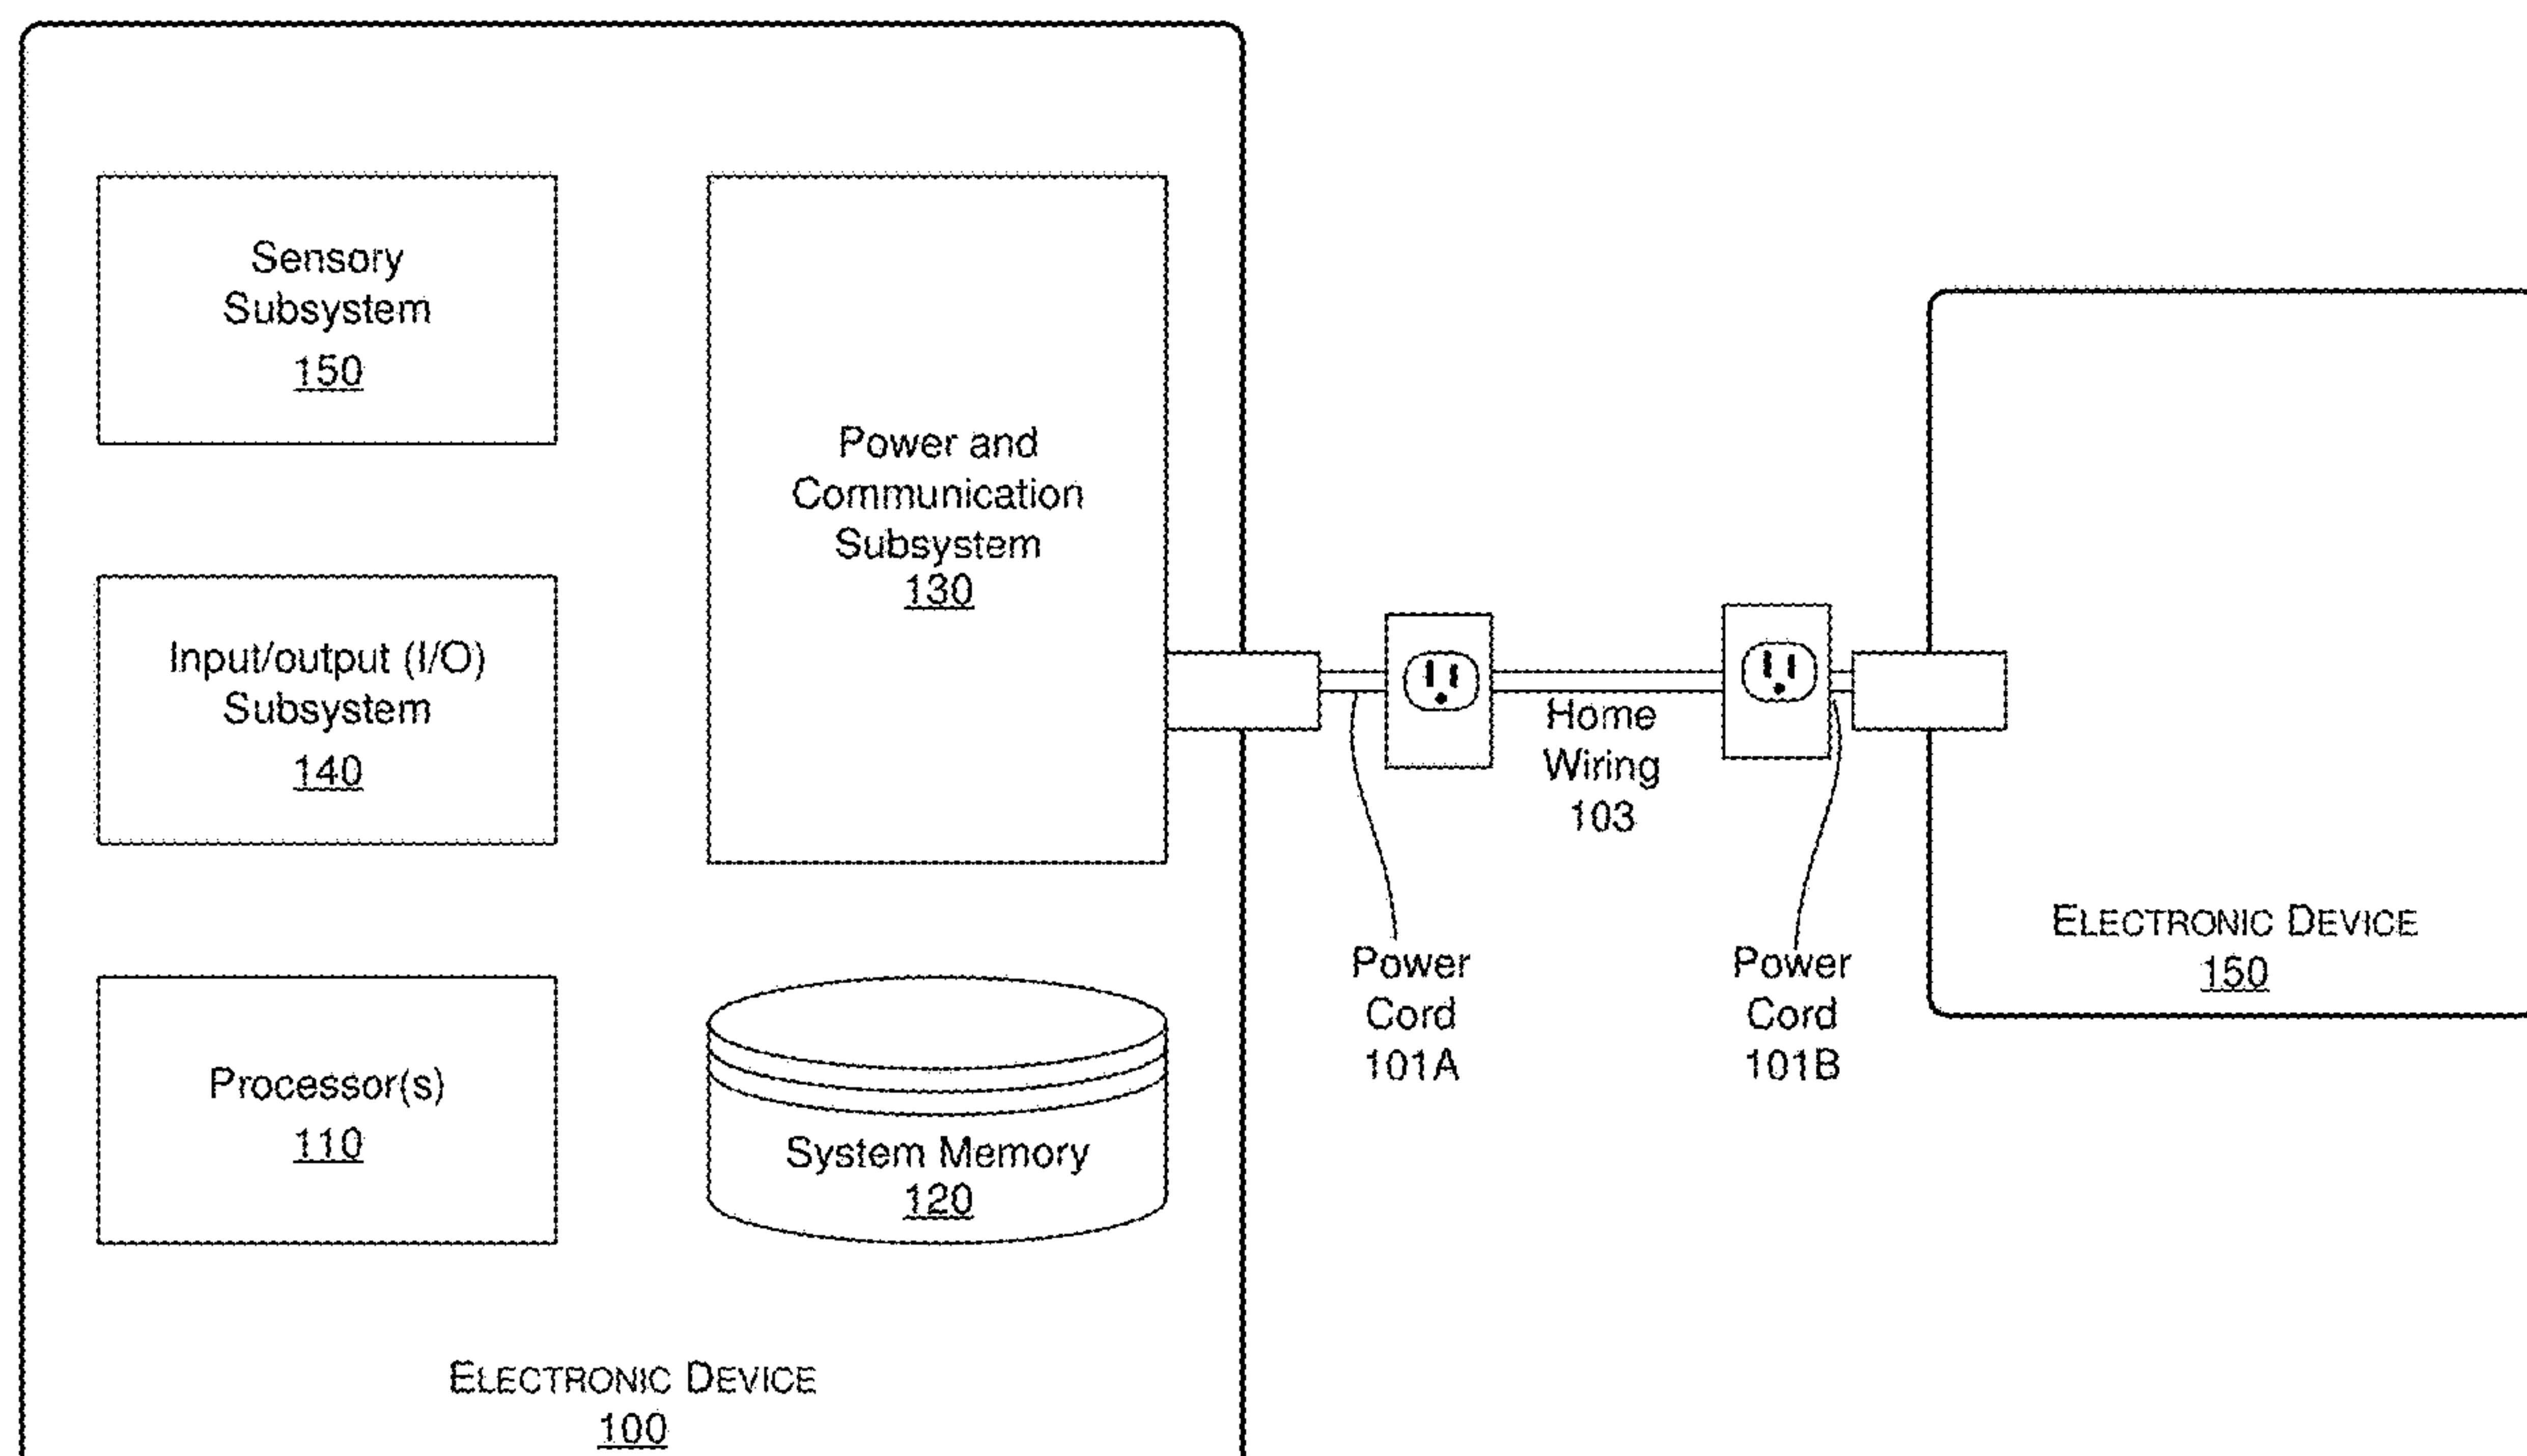 Sensory
Subsystem
150
Power and
Communication
Subsystem
130
Input/output (I/O)
Subsystem
140
Home
Wiring
103
Processor(s)
110
System Memory
120
Power
Cord
101A
Power
Cord
101B
ELECTRONIC DEVICE
150
ELECTRONIC DEVICE
100